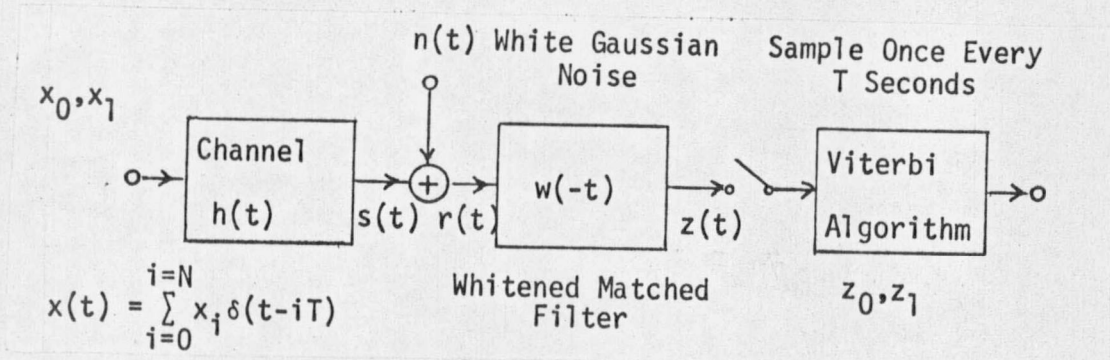 n(t) White Gaussian
Noise
Sample Once Every
T Seconds
x₀,x₁
Channel
h(t)
+
s(t)
r(t)
w(-t)
z(t)
Viterbi
Algorithm
Whitened Matched
Filter
z₀,z₁
i=N
x(t) = ∑ xᵢ δ(t-iT)
i=0